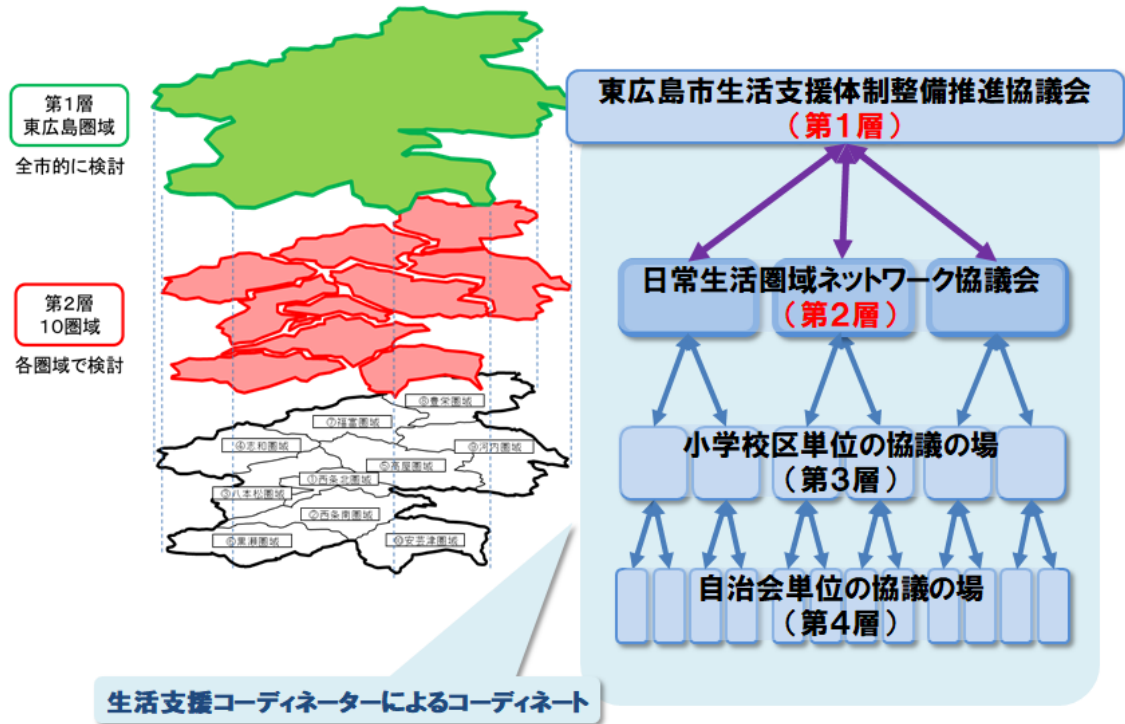 第1層
東広島圏域
全市的に検討
第2層
10圏域
各圏域で検討
⑧豊栄圏域
⑦福富圏域
④志和圏域
⑨河内圏域
⑤高屋圏域
①西条北圏域
③八本松圏域
②西条南圏域
⑥黒瀬圏域
⑩安芸津圏域
東広島市生活支援体制整備推進協議会
（第1層）
日常生活圏域ネットワーク協議会
（第2層）
小学校区単位の協議の場
（第3層）
自治会単位の協議の場
（第4層）
生活支援コーディネーターによるコーディネート